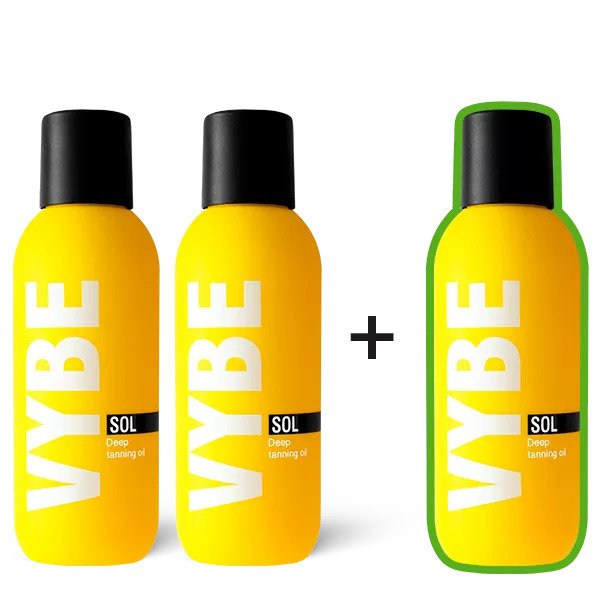 VYBE
SOL
Deep
tanning oil
VYBE
SOL
Deep
tanning oil
+
VYBE
SOL
Deep
tanning oil